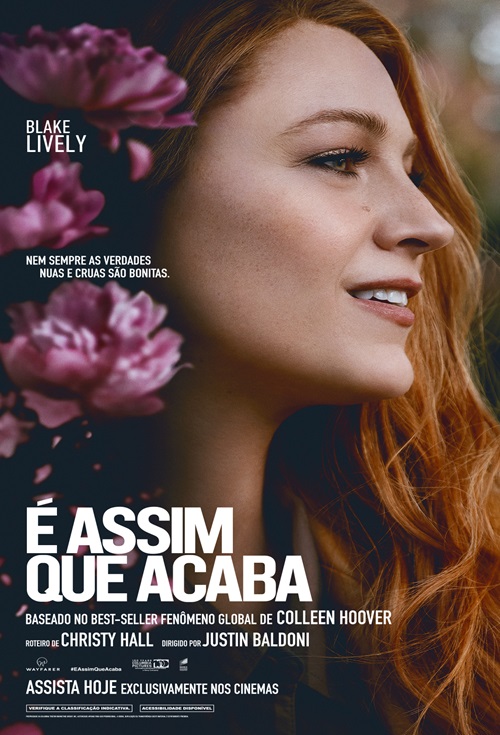 BLAKE
LIVELY
NEM SEMPRE AS VERDADES
NUAS E CRUAS SÃO BONITAS.
É ASSIM
QUE ACABA
BASEADO NO BEST-SELLER FENÔMENO GLOBAL DE COLLEEN HOOVER
ROTEIRO DE CHRISTY HALL DIRIGIDO POR JUSTIN BALDONI
WAYFARER #ÉAssimQueAcaba
ASSISTA HOJE EXCLUSIVAMENTE NOS CINEMAS
VERIFIQUE A CLASSIFICAÇÃO INDICATIVA. ACESSIBILIDADE DISPONÍVEL